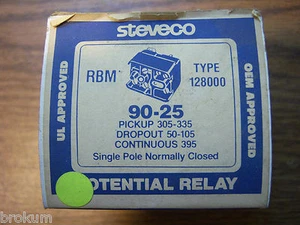 steveco
UL APPROVED
RBM
TYPE
128000
OEM APPROVED
90-25
PICKUP 305-335
DROPOUT 50-105
CONTINUOUS 395
Single Pole Normally Closed
POTENTIAL RELAY
brokum